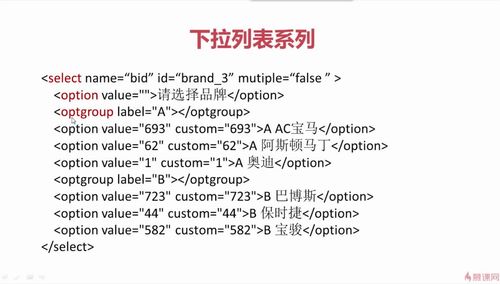 下拉列表系列
<select name=“bid” id=“brand_3” mutiple=“false ” >
<option value="">请选择品牌</option>
<optgroup label="A"></optgroup>
<option value="693" custom="693">A AC宝马</option>
<option value="62" custom="62">A 阿斯顿马丁</option>
<option value="1" custom="1">A 奥迪</option>
<optgroup label="B"></optgroup>
<option value="723" custom="723">B 巴博斯</option>
<option value="44" custom="44">B 保时捷</option>
<option value="582" custom="582">B 宝骏</option>
</select>
慕课网